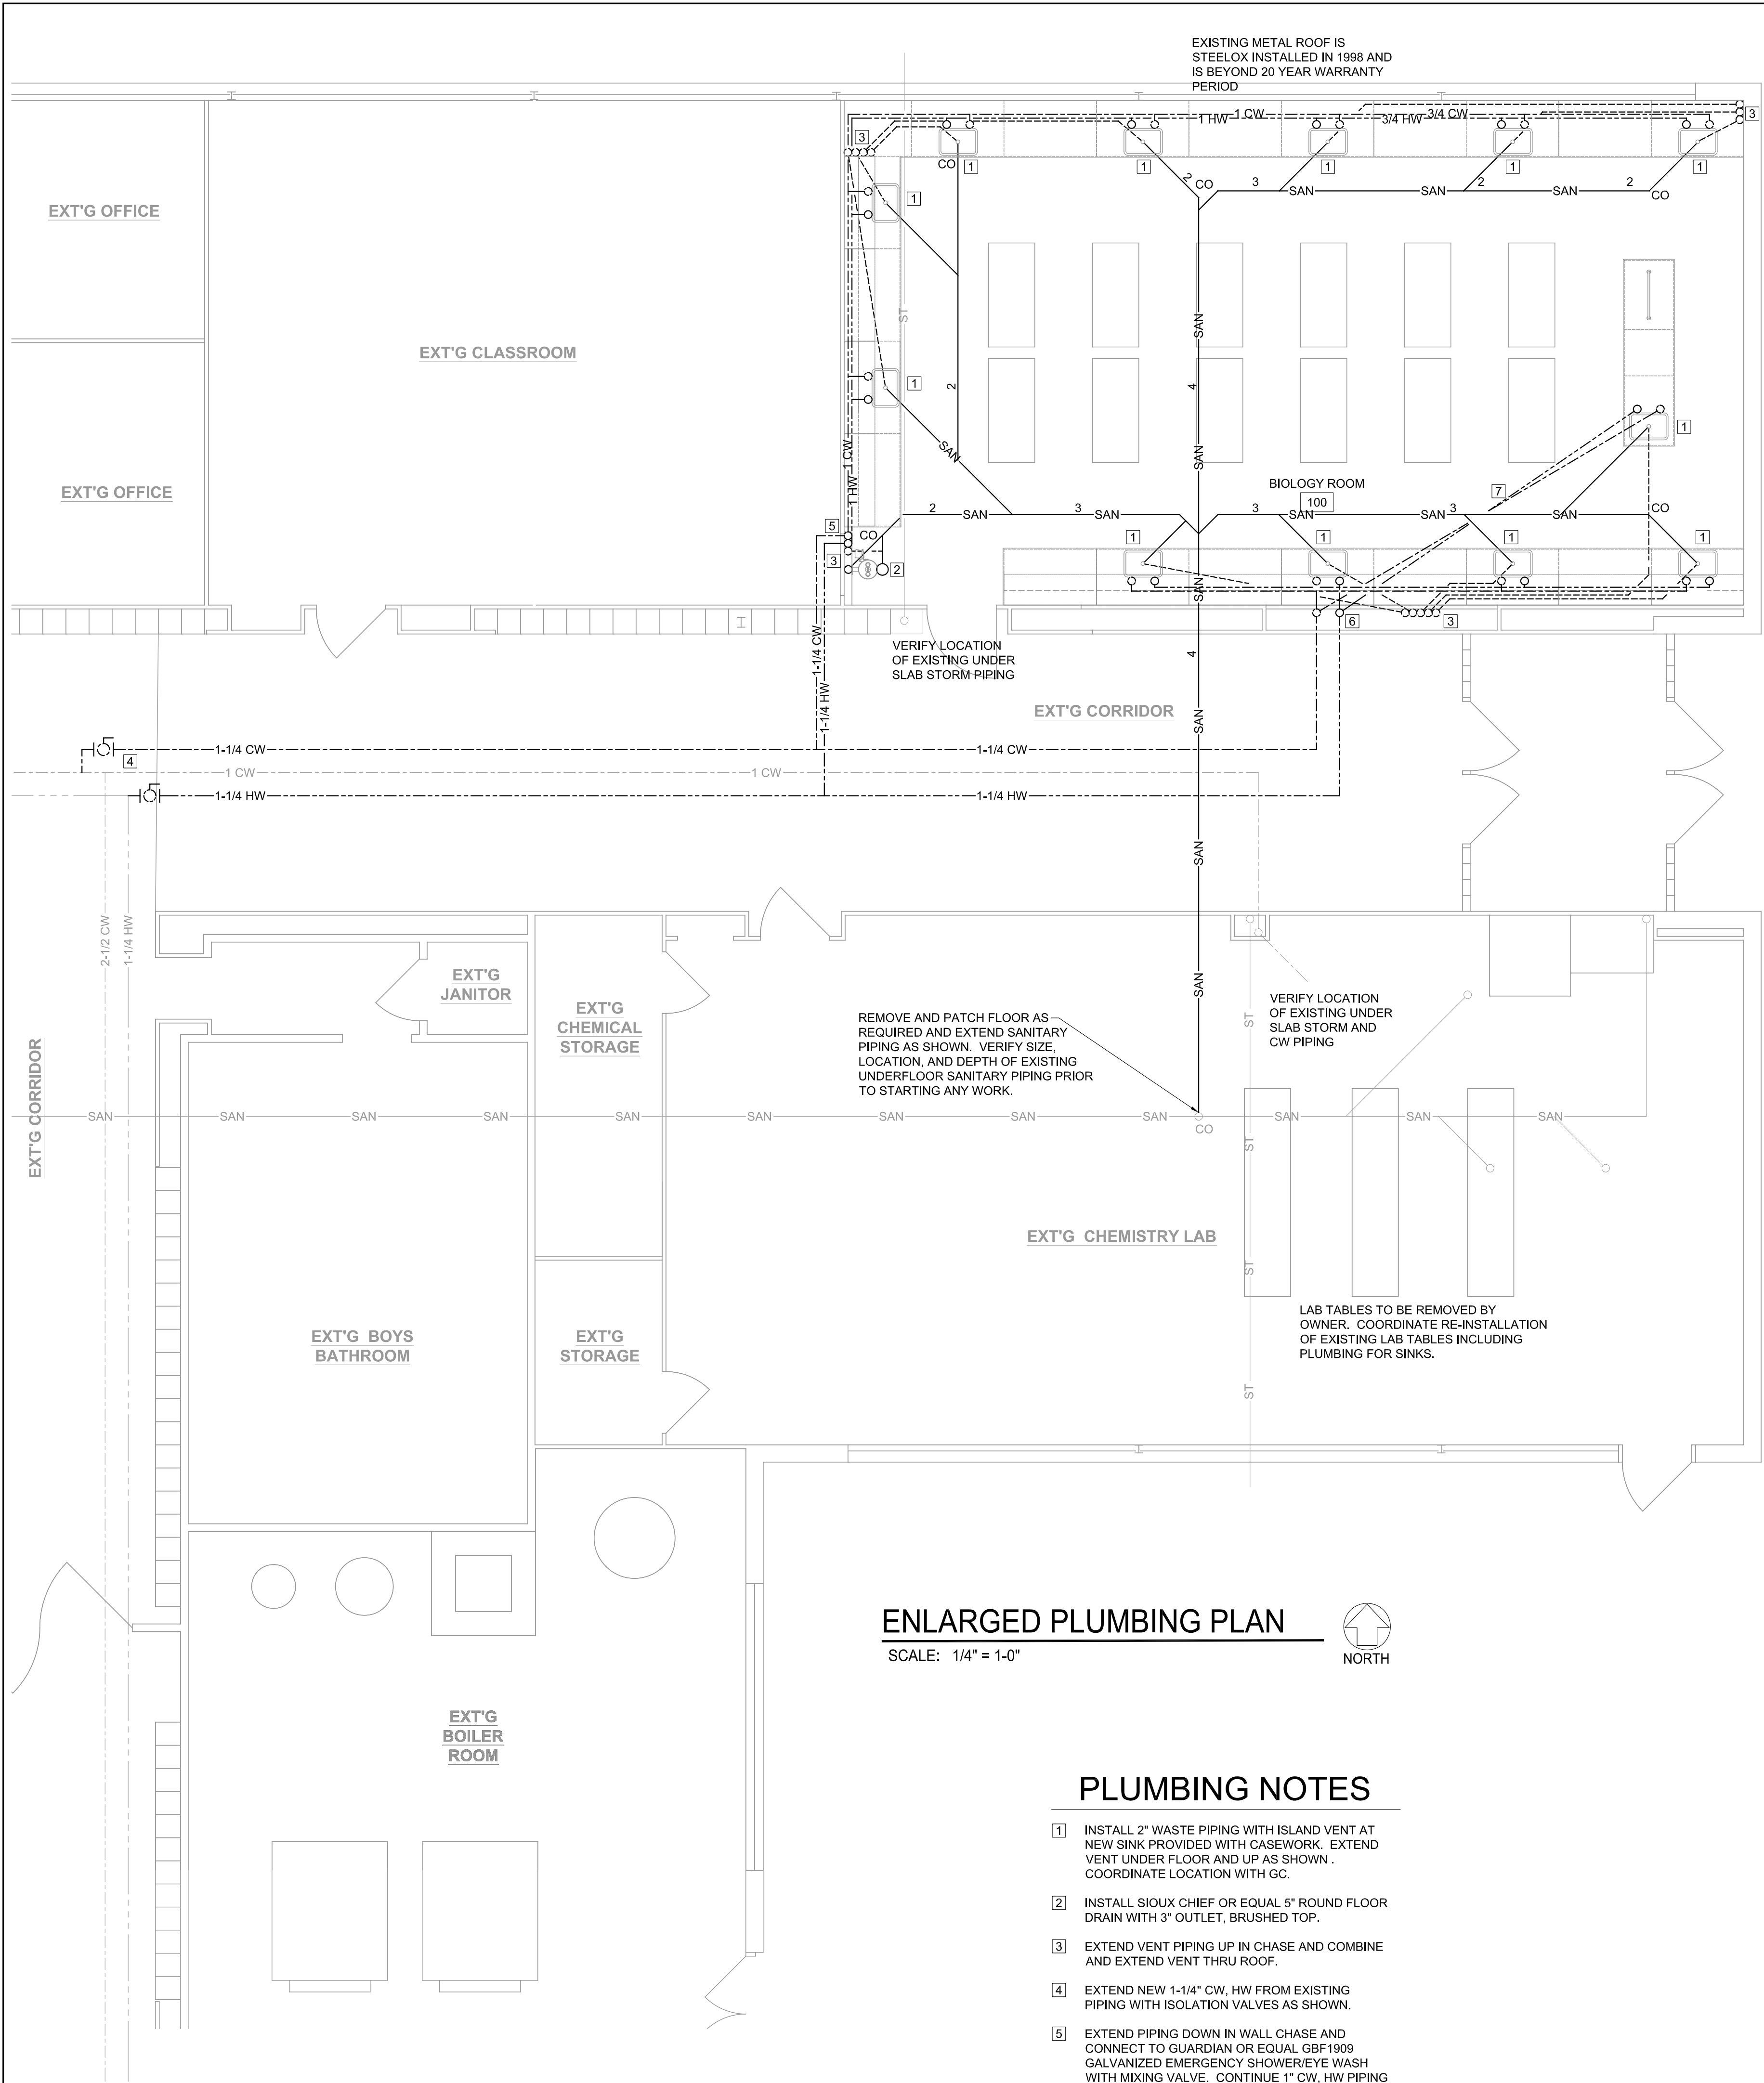 EXISTING METAL ROOF IS
STEELOX INSTALLED IN 1998 AND
IS BEYOND 20 YEAR WARRANTY
PERIOD
1 CW
1 HW
3/4 CW
3/4 HW
3
3
CO
1
1
1
1
1
2
CO
3
SAN
SAN
2
SAN
2
CO
EXT'G OFFICE
1
ST
SAN
EXT'G CLASSROOM
1
2
4
1
SAN
1 CW
1 HW
SAN
BIOLOGY ROOM
100
7
EXT'G OFFICE
5
CO
2
SAN
3
SAN
3
SAN
SAN
3
SAN
CO
1
1
1
1
3
2
SAN
6
3
VERIFY LOCATION
OF EXISTING UNDER
SLAB STORM PIPING
1-1/4 CW
1-1/4 HW
4
SAN
EXT'G CORRIDOR
4
1-1/4 CW
1-1/4 CW
1 CW
1 CW
1-1/4 HW
1-1/4 HW
SAN
2-1/2 CW
1-1/4 HW
EXT'G
JANITOR
EXT'G
CHEMICAL
STORAGE
SAN
REMOVE AND PATCH FLOOR AS
REQUIRED AND EXTEND SANITARY
PIPING AS SHOWN. VERIFY SIZE,
LOCATION, AND DEPTH OF EXISTING
UNDERFLOOR SANITARY PIPING PRIOR
TO STARTING ANY WORK.
ST
VERIFY LOCATION
OF EXISTING UNDER
SLAB STORM AND
CW PIPING
EXT'G CORRIDOR
SAN
SAN
SAN
SAN
SAN
SAN
SAN
SAN
SAN
SAN
SAN
SAN
CO
ST
EXT'G CHEMISTRY LAB
ST
LAB TABLES TO BE REMOVED BY
OWNER. COORDINATE RE-INSTALLATION
OF EXISTING LAB TABLES INCLUDING
PLUMBING FOR SINKS.
EXT'G BOYS
BATHROOM
EXT'G
STORAGE
ST
ENLARGED PLUMBING PLAN
SCALE: 1/4" = 1-0"
NORTH
EXT'G
BOILER
ROOM
PLUMBING NOTES
1 INSTALL 2" WASTE PIPING WITH ISLAND VENT AT
NEW SINK PROVIDED WITH CASEWORK. EXTEND
VENT UNDER FLOOR AND UP AS SHOWN .
COORDINATE LOCATION WITH GC.
2 INSTALL SIOUX CHIEF OR EQUAL 5" ROUND FLOOR
DRAIN WITH 3" OUTLET, BRUSHED TOP.
3 EXTEND VENT PIPING UP IN CHASE AND COMBINE
AND EXTEND VENT THRU ROOF.
4 EXTEND NEW 1-1/4" CW, HW FROM EXISTING
PIPING WITH ISOLATION VALVES AS SHOWN.
5 EXTEND PIPING DOWN IN WALL CHASE AND
CONNECT TO GUARDIAN OR EQUAL GBF1909
GALVANIZED EMERGENCY SHOWER/EYE WASH
WITH MIXING VALVE. CONTINUE 1" CW, HW PIPING